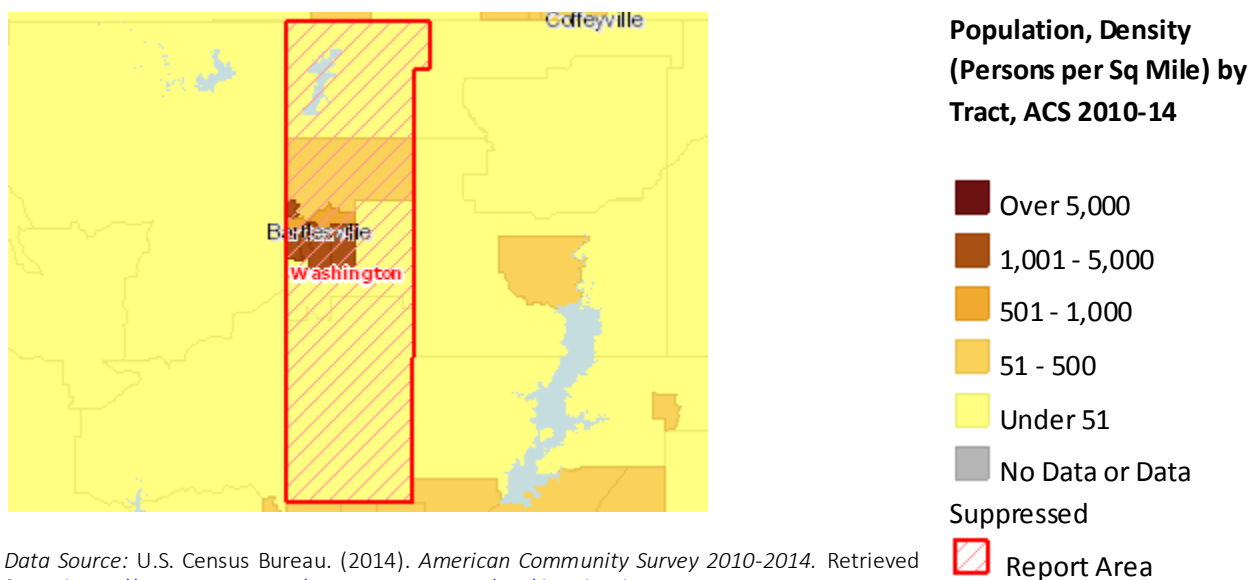 Coffeyville
Bartlesville
Washington
Population, Density
(Persons per Sq Mile) by
Tract, ACS 2010-14
Over 5,000
1,001 - 5,000
501 - 1,000
51 - 500
Under 51
No Data or Data
Suppressed
Report Area
Data Source: U.S. Census Bureau. (2014). American Community Survey 2010-2014. Retrieved